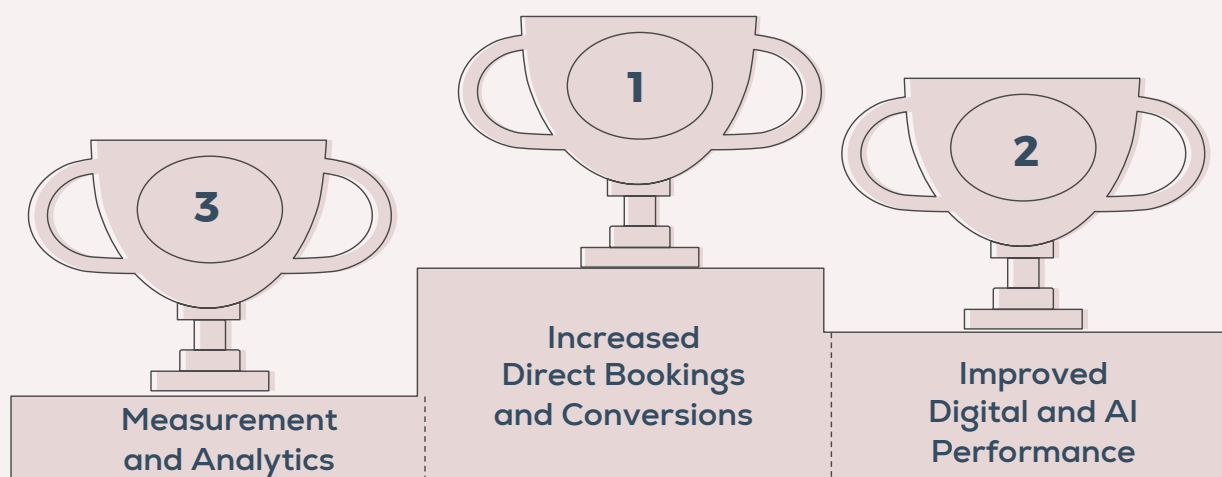 3
Measurement
and Analytics
1
Increased
Direct Bookings
and Conversions
2
Improved
Digital and AI
Performance